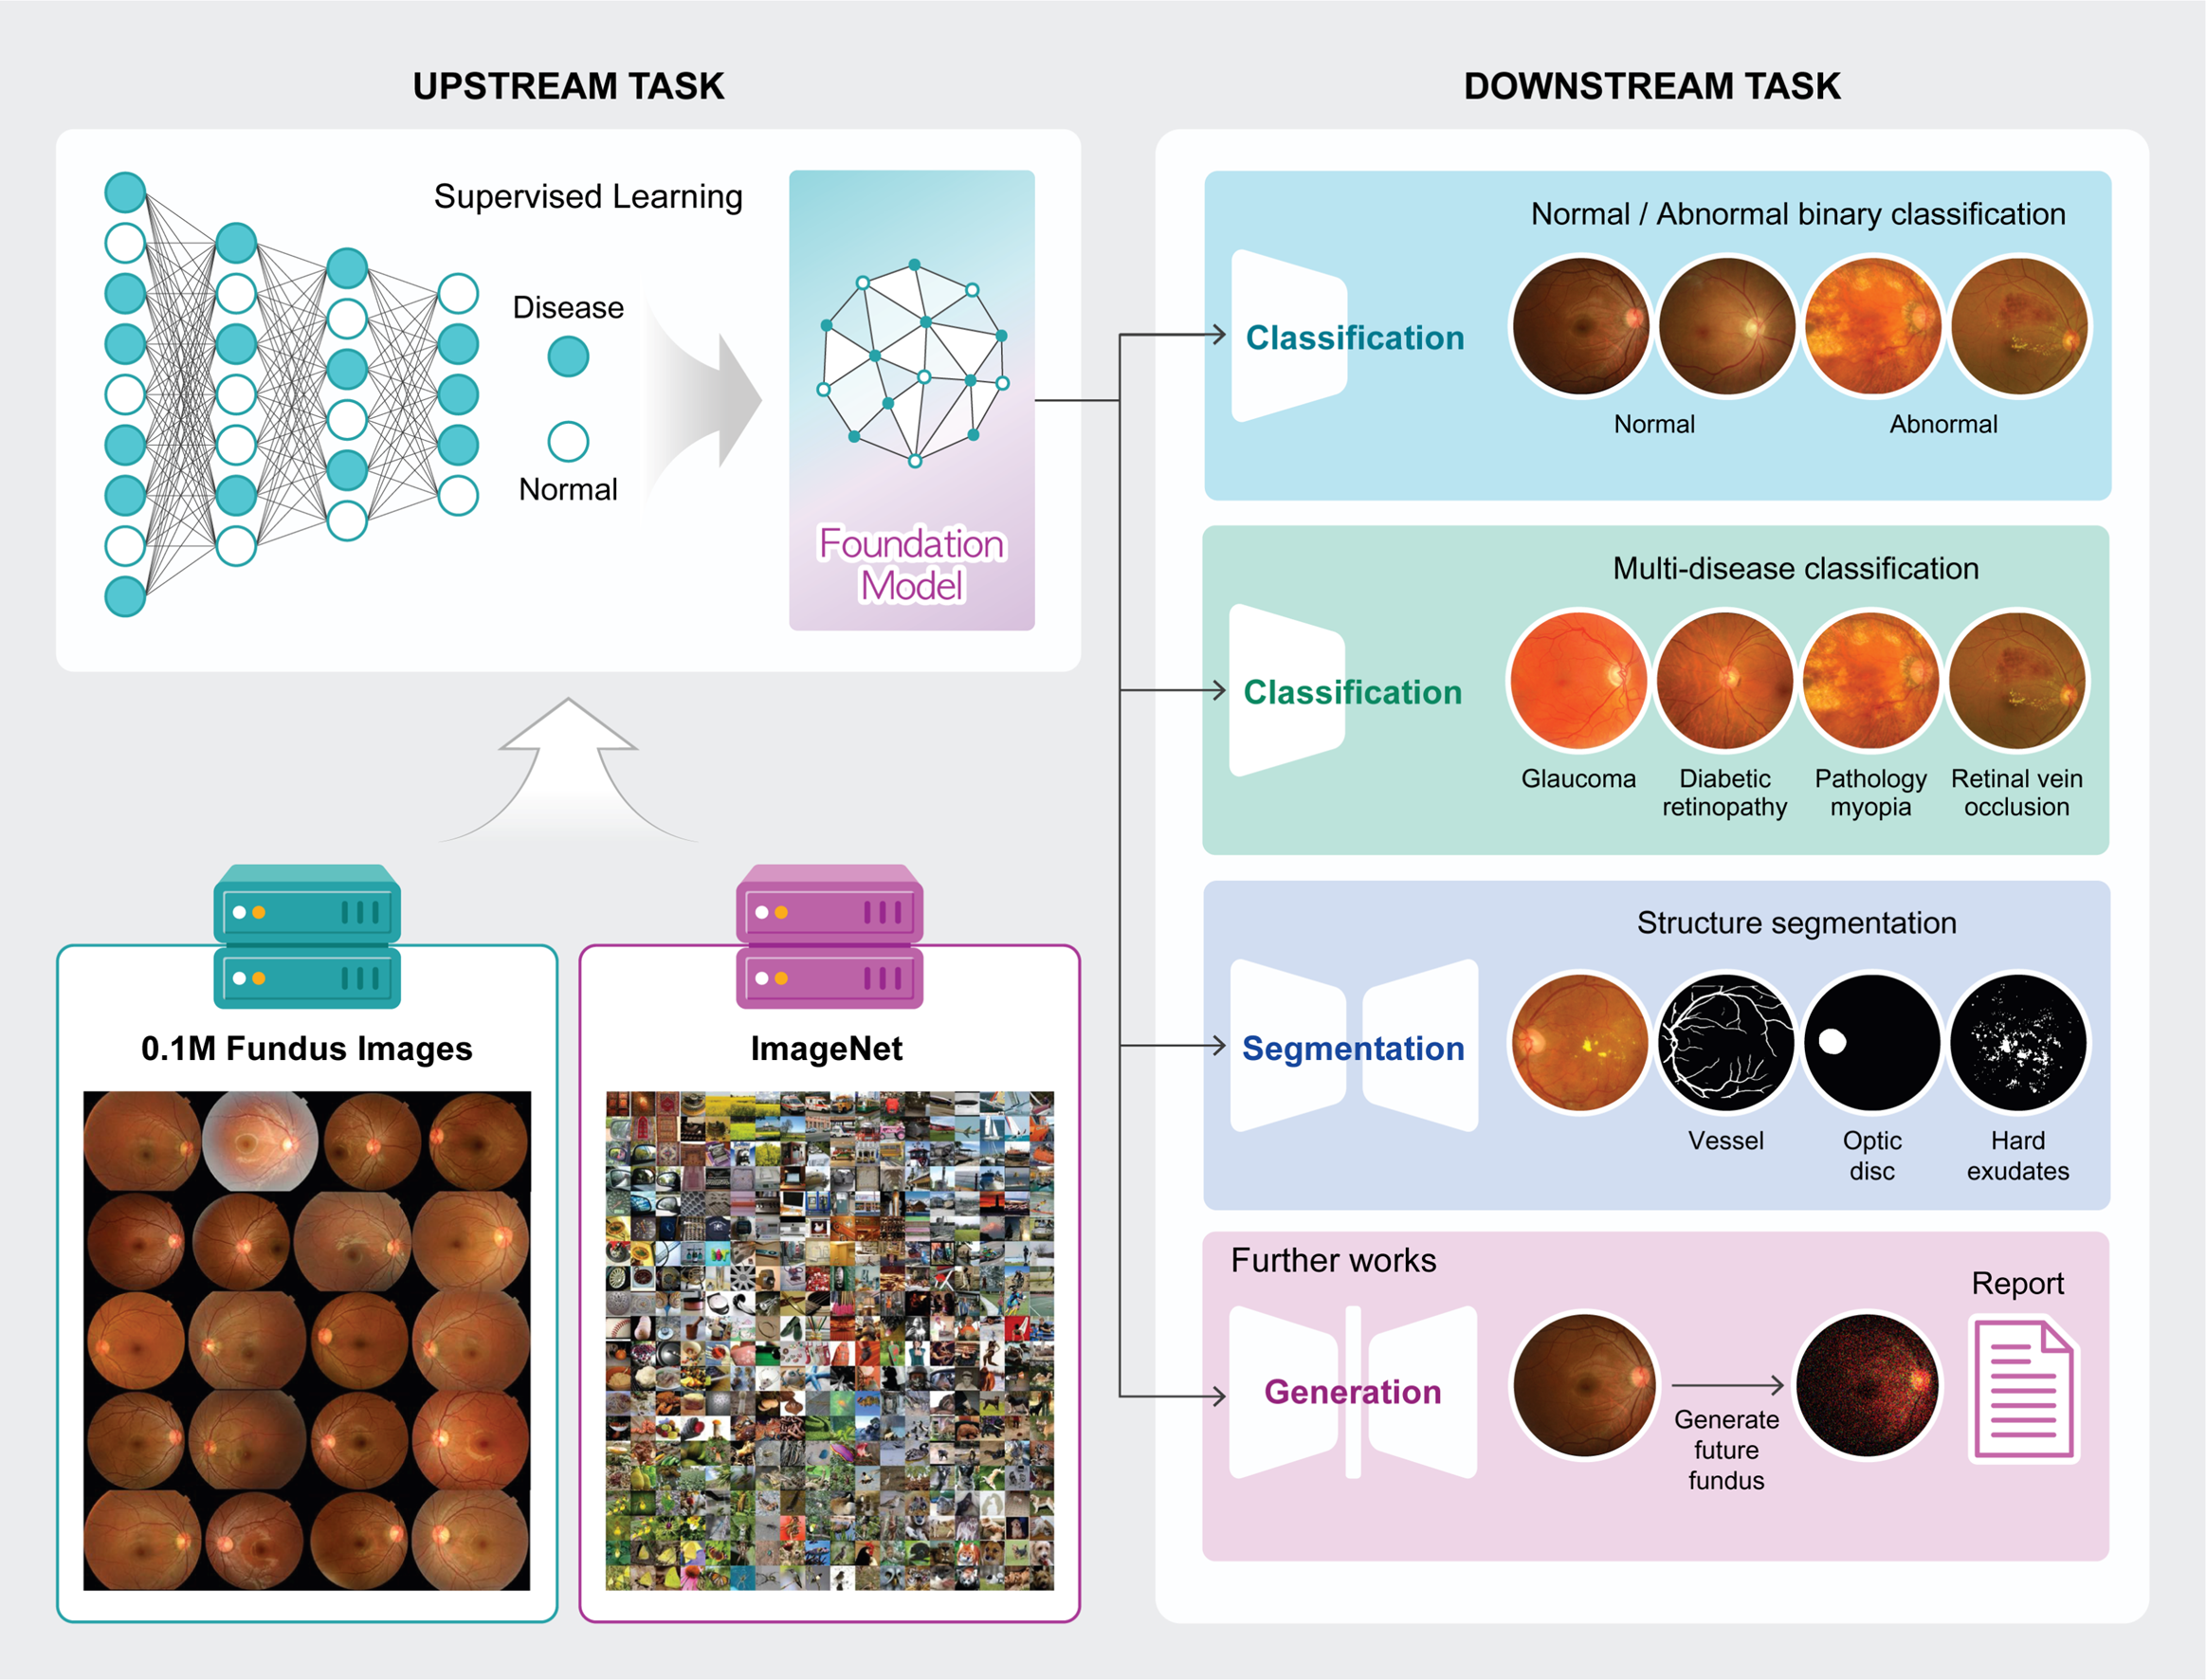 UPSTREAM TASK
Supervised Learning
Disease
Normal
Foundation
Model
0.1M Fundus Images
ImageNet
DOWNSTREAM TASK
Normal / Abnormal binary classification
Classification
Normal
Abnormal
Multi-disease classification
Classification
Glaucoma
Diabetic
retinopathy
Pathology
myopia
Retinal vein
occlusion
Structure segmentation
Segmentation
Vessel
Optic
disc
Hard
exudates
Further works
Report
Generation
Generate
future
fundus